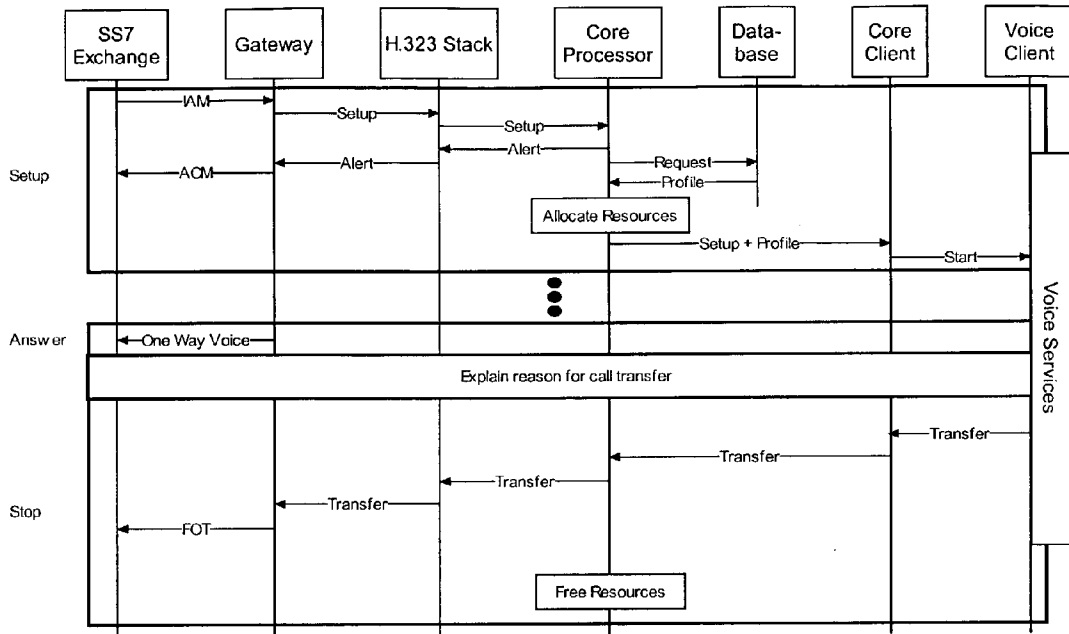 SS7
Exchange
Gateway
H.323 Stack
Core
Processor
Data-
base
Core
Client
Voice
Client
IAM
Setup
Setup
Alert
Alert
Request
ACM
Profile
Setup
Allocate Resources
Setup + Profile
Start
Voice Services
Answer
One Way Voice
Explain reason for call transfer
Transfer
Transfer
Transfer
Transfer
Stop
FOT
Free Resources